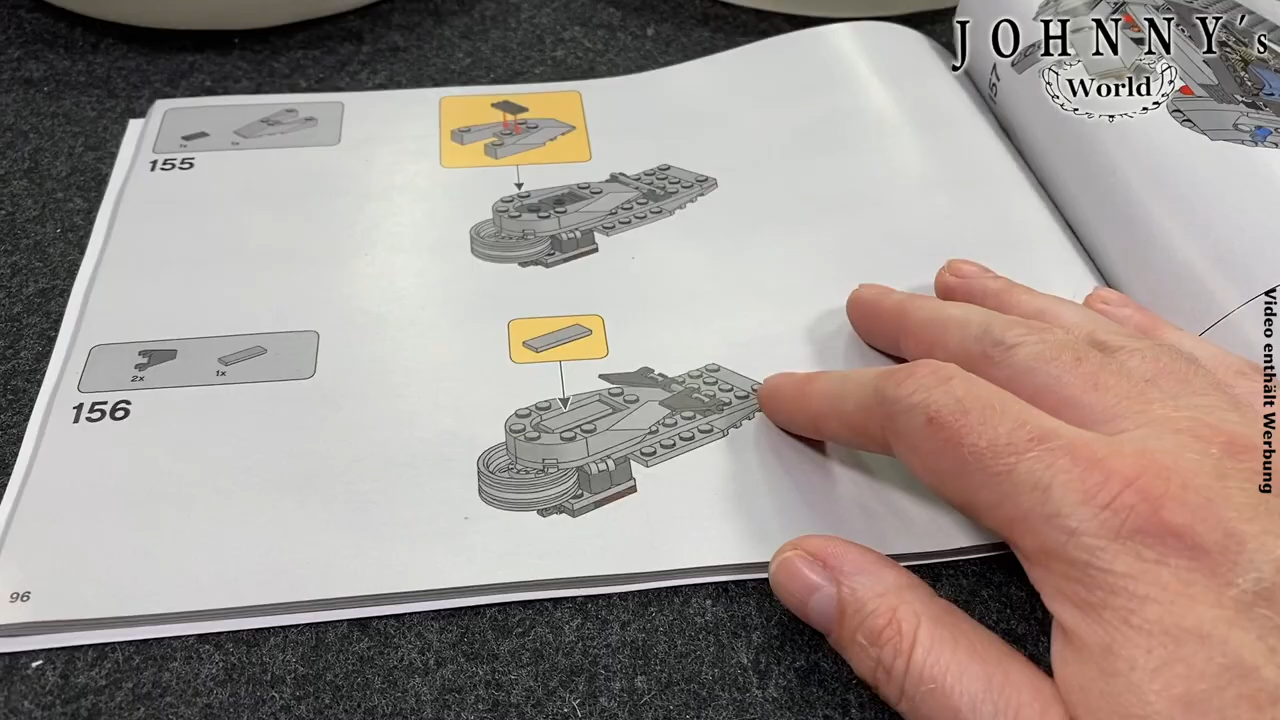 JOHNNY's
World
157
1x
1x
155
2x
1x
156
96
Video enthält Werbung